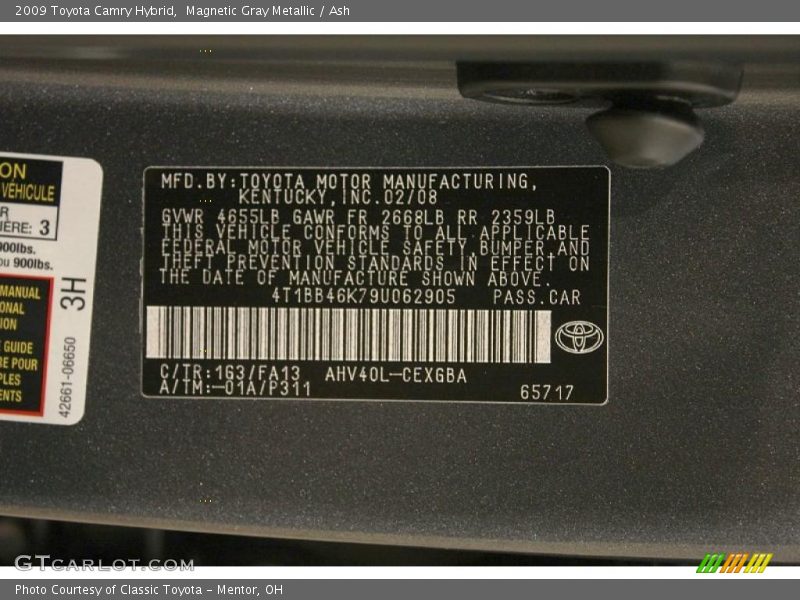 2009 Toyota Camry Hybrid,  Magnetic Gray Metallic / Ash
ON
VÉHICULE
R
IÈRE: 3
900lbs.
ou 900lbs.
MANUAL
ONAL
ION
GUIDE
RE POUR
PLES
ENTS
3H
42661-06650
MFD.BY:TOYOTA MOTOR MANUFACTURING,
KENTUCKY,INC.02/08
GVWR 4655LB GAWR FR 2668LB RR 2359LB
THIS VEHICLE CONFORMS TO ALL APPLICABLE
FEDERAL MOTOR VEHICLE SAFETY BUMPER AND
THEFT PREVENTION STANDARDS IN EFFECT ON
THE DATE OF MANUFACTURE SHOWN ABOVE.
4T1BB46K79U062905 PASS.CAR
C/TR:1G3/FA13 AHV40L-CEXGBA
A/TM:-01A/P311 65717
GTCARLOT.COM
Photo Courtesy of Classic Toyota - Mentor, OH